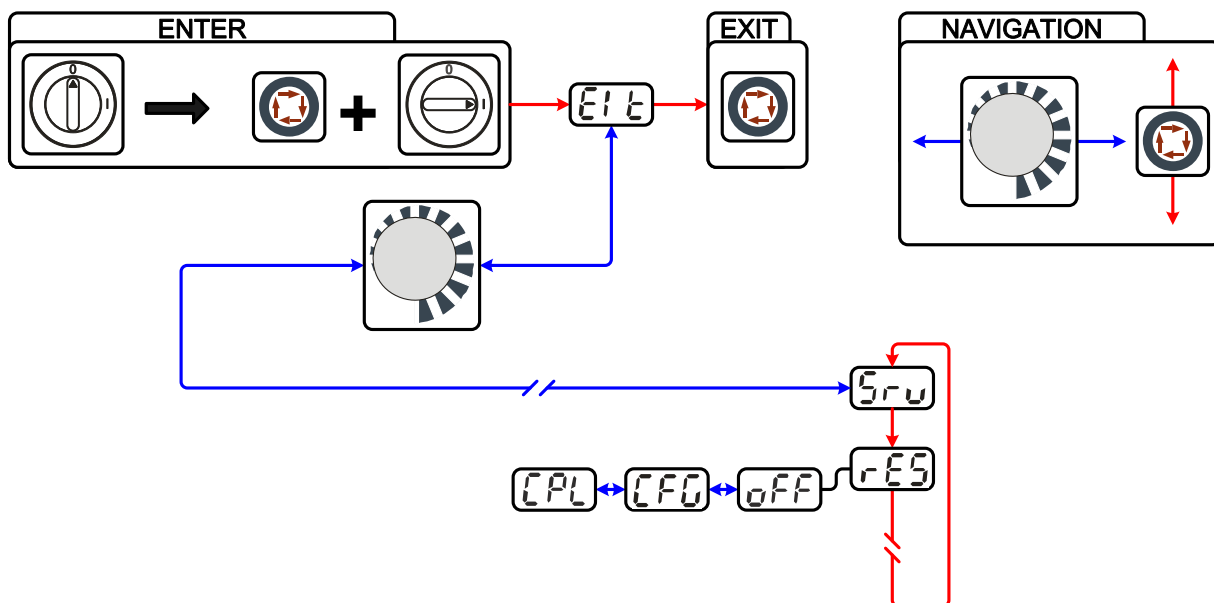 ENTER
EXIT
NAVIGATION
0
I
+
0
I
EIt
Srv
rES
CPL
CFG
oFF